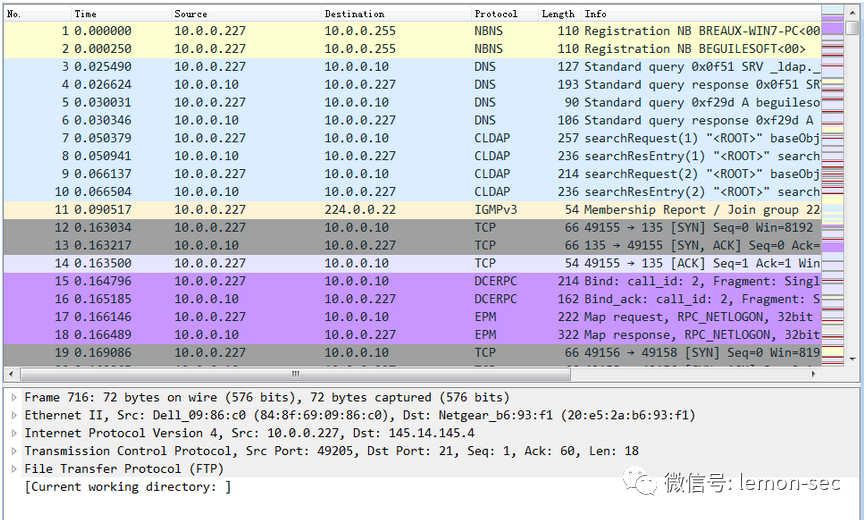 No. Time Source Destination Protocol Length Info
1 0.000000 10.0.0.227 10.0.0.255 NBNS 110 Registration NB BREAUX-WIN7-PC<00
2 0.000250 10.0.0.227 10.0.0.255 NBNS 110 Registration NB BEGUILESOFT<00>
3 0.025490 10.0.0.227 10.0.0.10 DNS 127 Standard query 0x0f51 SRV _ldap._
4 0.026624 10.0.0.10 10.0.0.227 DNS 193 Standard query response 0x0f51 SR
5 0.030031 10.0.0.227 10.0.0.10 DNS 90 Standard query 0xf29d A beguileso
6 0.030346 10.0.0.10 10.0.0.227 DNS 106 Standard query response 0xf29d A
7 0.050379 10.0.0.227 10.0.0.10 CLDAP 257 searchRequest(1) "<ROOT>" baseObj
8 0.050941 10.0.0.10 10.0.0.227 CLDAP 236 searchResEntry(1) "<ROOT>" search
9 0.066137 10.0.0.227 10.0.0.10 CLDAP 214 searchRequest(2) "<ROOT>" baseObj
10 0.066504 10.0.0.10 10.0.0.227 CLDAP 236 searchResEntry(2) "<ROOT>" search
11 0.090517 10.0.0.227 224.0.0.22 IGMPv3 54 Membership Report / Join group 22
12 0.163034 10.0.0.227 10.0.0.10 TCP 66 49155 → 135 [SYN] Seq=0 Win=8192
13 0.163217 10.0.0.10 10.0.0.227 TCP 66 135 → 49155 [SYN, ACK] Seq=0 Ack=
14 0.163500 10.0.0.227 10.0.0.10 TCP 54 49155 → 135 [ACK] Seq=1 Ack=1 Win
15 0.164796 10.0.0.227 10.0.0.10 DCERPC 214 Bind: call_id: 2, Fragment: Singl
16 0.165185 10.0.0.10 10.0.0.227 DCERPC 162 Bind_ack: call_id: 2, Fragment: S
17 0.166146 10.0.0.227 10.0.0.10 EPM 222 Map request, RPC_NETLOGON, 32bit
18 0.166489 10.0.0.10 10.0.0.227 EPM 322 Map response, RPC_NETLOGON, 32bit
19 0.169086 10.0.0.227 10.0.0.10 TCP 66 49156 → 49158 [SYN] Seq=0 Win=819
Frame 716: 72 bytes on wire (576 bits), 72 bytes captured (576 bits)
Ethernet II, Src: Dell_09:86:c0 (84:8f:69:09:86:c0), Dst: Netgear_b6:93:f1 (20:e5:2a:b6:93:f1)
Internet Protocol Version 4, Src: 10.0.0.227, Dst: 145.14.145.4
Transmission Control Protocol, Src Port: 49205, Dst Port: 21, Seq: 1, Ack: 60, Len: 18
File Transfer Protocol (FTP)
[Current working directory: ]
微信号: lemon-sec